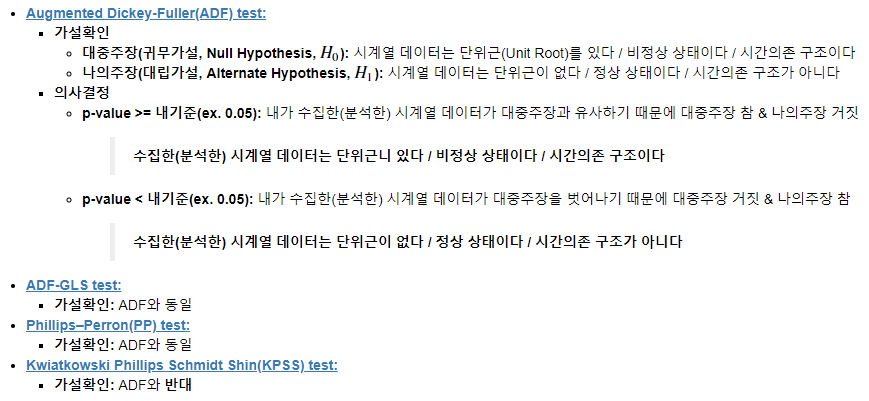 Augmented Dickey-Fuller(ADF) test:
가설확인
대중주장(귀무가설, Null Hypothesis, H0): 시계열 데이터는 단위근(Unit Root)를 있다 / 비정상 상태이다 / 시간의존 구조이다
나의주장(대립가설, Alternate Hypothesis, H1): 시계열 데이터는 단위근이 없다 / 정상 상태이다 / 시간의존 구조가 아니다
의사결정
p-value >= 내기준(ex. 0.05): 내가 수집한(분석한) 시계열 데이터가 대중주장과 유사하기 때문에 대중주장 참 & 나의주장 거짓
수집한(분석한) 시계열 데이터는 단위근니 있다 / 비정상 상태이다 / 시간의존 구조이다
p-value < 내기준(ex. 0.05): 내가 수집한(분석한) 시계열 데이터가 대중주장을 벗어나기 때문에 대중주장 거짓 & 나의주장 참
수집한(분석한) 시계열 데이터는 단위근이 없다 / 정상 상태이다 / 시간의존 구조가 아니다
ADF-GLS test:
가설확인: ADF와 동일
Phillips–Perron(PP) test:
가설확인: ADF와 동일
Kwiatkowski Phillips Schmidt Shin(KPSS) test:
가설확인: ADF와 반대